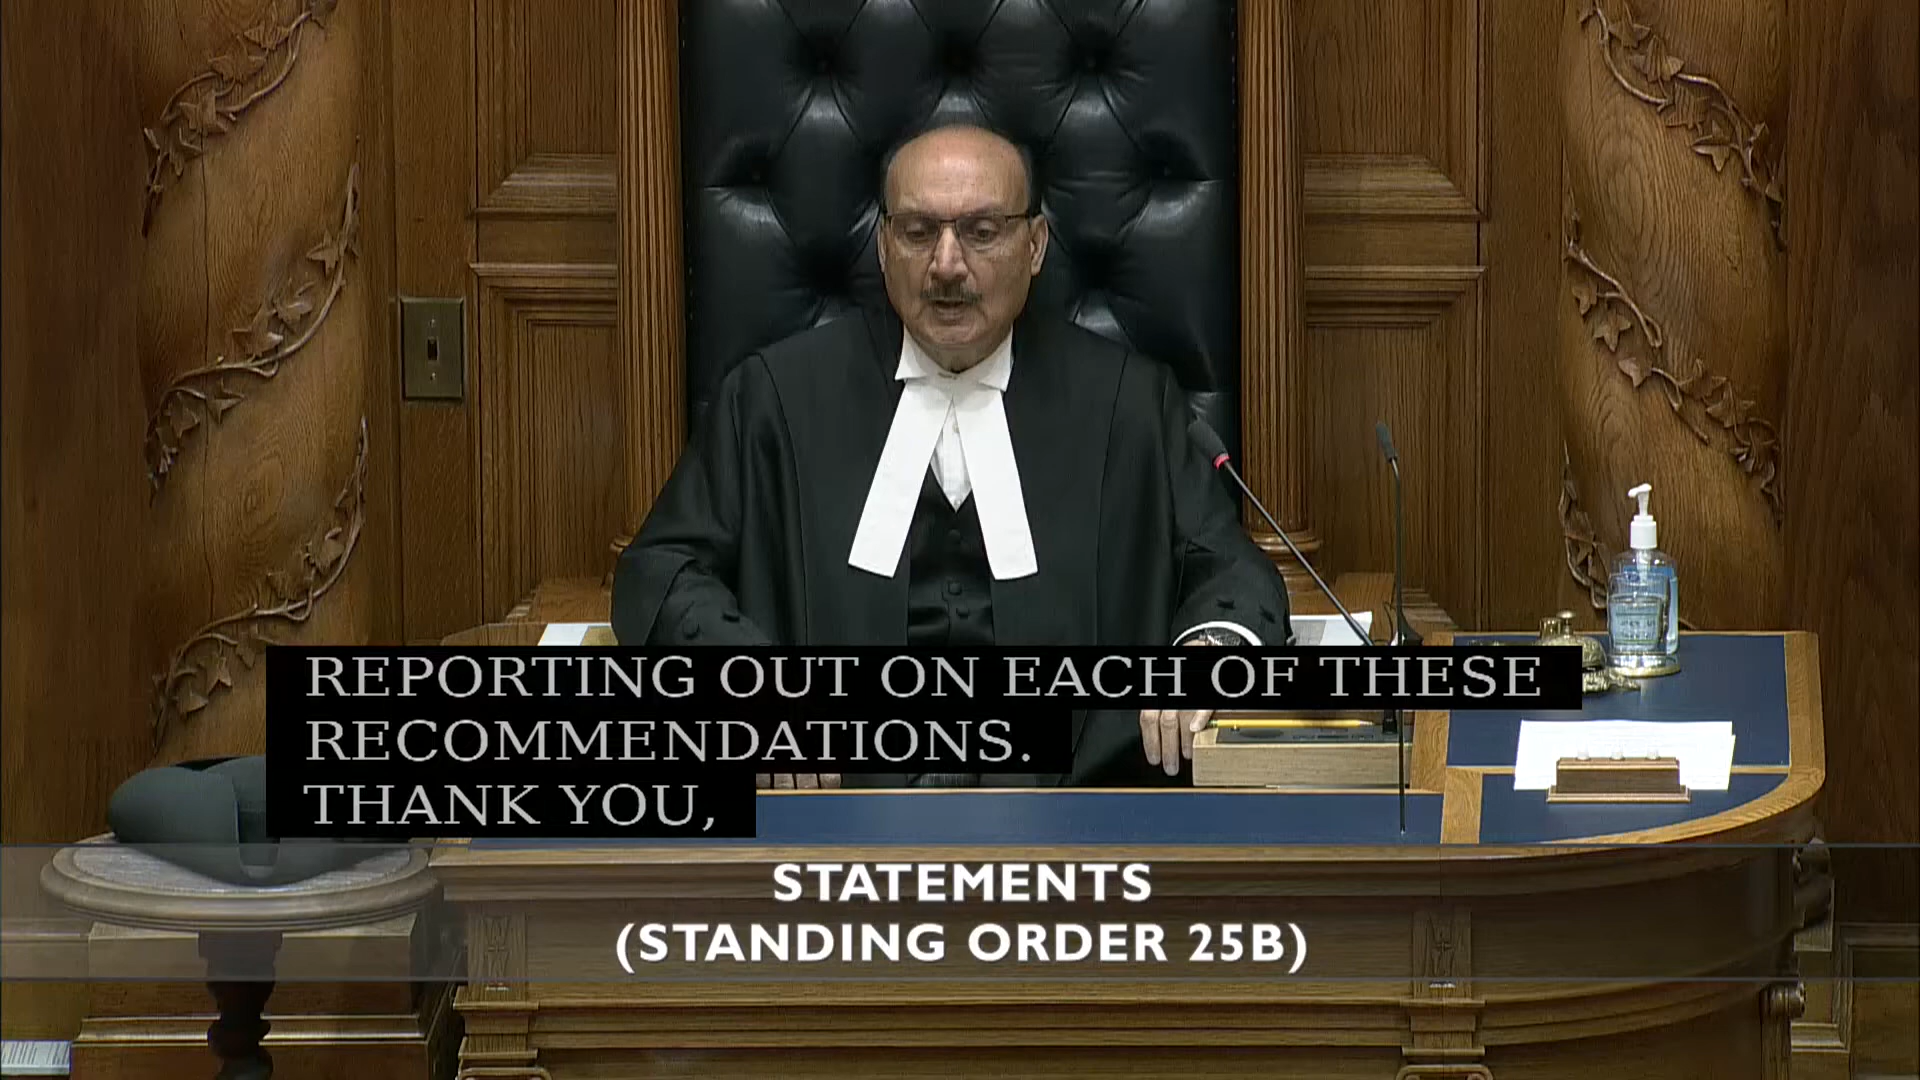 REPORTING OUT ON EACH OF THESE
RECOMMENDATIONS.
THANK YOU,
STATEMENTS
(STANDING ORDER 25B)